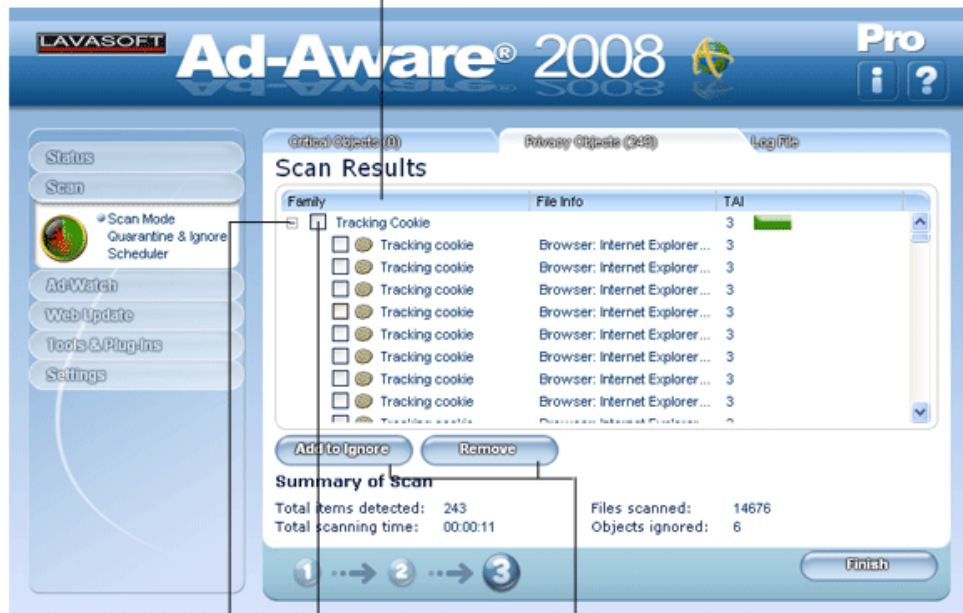 LAVASOFT
Ad-Aware® 2008
Pro
i ?
Status
Scan
Scan Mode
Quarantine & Ignore
Scheduler
Ad-Watch
Web Update
Tools & Plug-Ins
Settings
Critical Objects (0) Privacy Objects (243) Log File
Scan Results
Family File Info TAI
Tracking Cookie 3
Tracking cookie Browser: Internet Explorer... 3
Tracking cookie Browser: Internet Explorer... 3
Tracking cookie Browser: Internet Explorer... 3
Tracking cookie Browser: Internet Explorer... 3
Tracking cookie Browser: Internet Explorer... 3
Tracking cookie Browser: Internet Explorer... 3
Tracking cookie Browser: Internet Explorer... 3
Tracking cookie Browser: Internet Explorer... 3
Add to Ignore Remove
Summary of Scan
Total items detected: 243 Files scanned: 14676
Total scanning time: 00:00:11 Objects ignored: 6
1 2 3
Finish